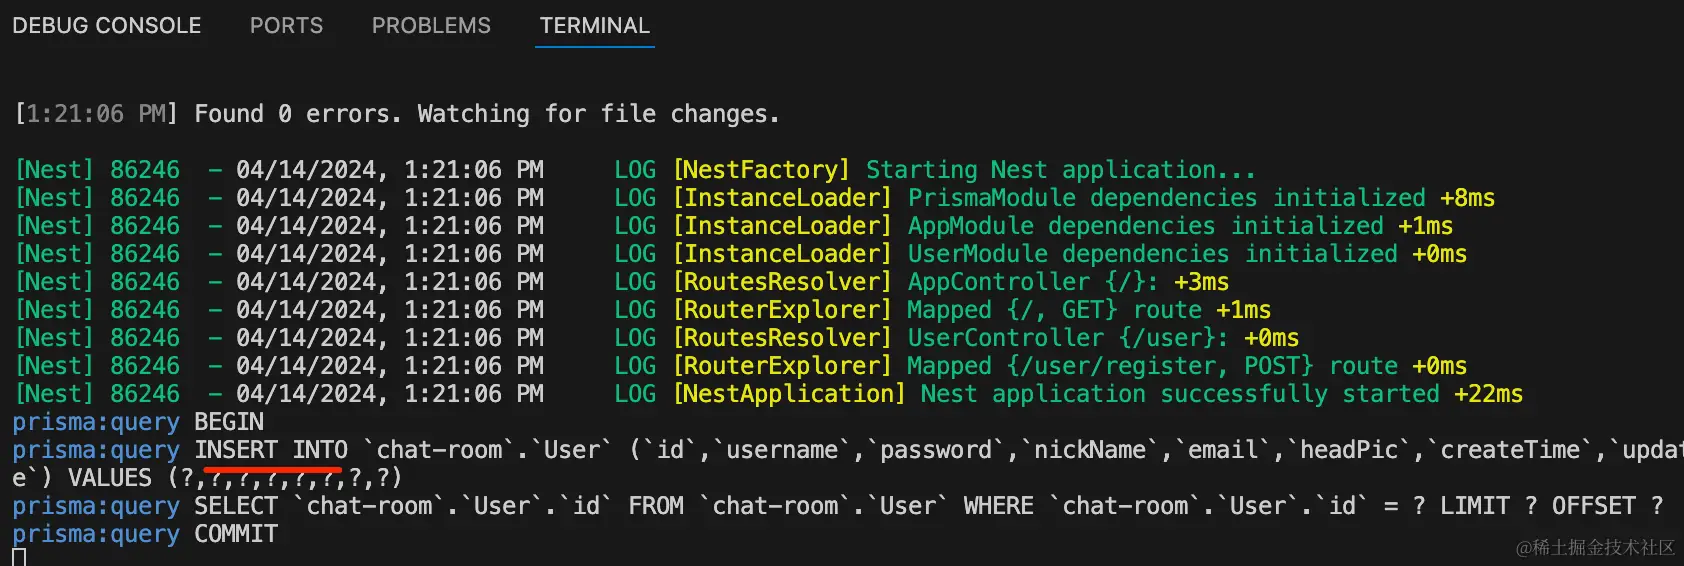 DEBUG CONSOLE PORTS PROBLEMS TERMINAL
[1:21:06 PM] Found 0 errors. Watching for file changes.
[Nest] 86246  - 04/14/2024, 1:21:06 PM     LOG [NestFactory] Starting Nest application...
[Nest] 86246  - 04/14/2024, 1:21:06 PM     LOG [InstanceLoader] PrismaModule dependencies initialized +8ms
[Nest] 86246  - 04/14/2024, 1:21:06 PM     LOG [InstanceLoader] AppModule dependencies initialized +1ms
[Nest] 86246  - 04/14/2024, 1:21:06 PM     LOG [InstanceLoader] UserModule dependencies initialized +0ms
[Nest] 86246  - 04/14/2024, 1:21:06 PM     LOG [RoutesResolver] AppController {/}: +3ms
[Nest] 86246  - 04/14/2024, 1:21:06 PM     LOG [RouterExplorer] Mapped {/, GET} route +1ms
[Nest] 86246  - 04/14/2024, 1:21:06 PM     LOG [RoutesResolver] UserController {/user}: +0ms
[Nest] 86246  - 04/14/2024, 1:21:06 PM     LOG [RouterExplorer] Mapped {/user/register, POST} route +0ms
[Nest] 86246  - 04/14/2024, 1:21:06 PM     LOG [NestApplication] Nest application successfully started +22ms
prisma:query BEGIN
prisma:query INSERT INTO `chat-room`.`User` (`id`,`username`,`password`,`nickName`,`email`,`headPic`,`createTime`,`updat
e`) VALUES (?,?,?,?,?,?,?,?)
prisma:query SELECT `chat-room`.`User`.`id` FROM `chat-room`.`User` WHERE `chat-room`.`User`.`id` = ? LIMIT ? OFFSET ?
prisma:query COMMIT
@稀土掘金技术社区